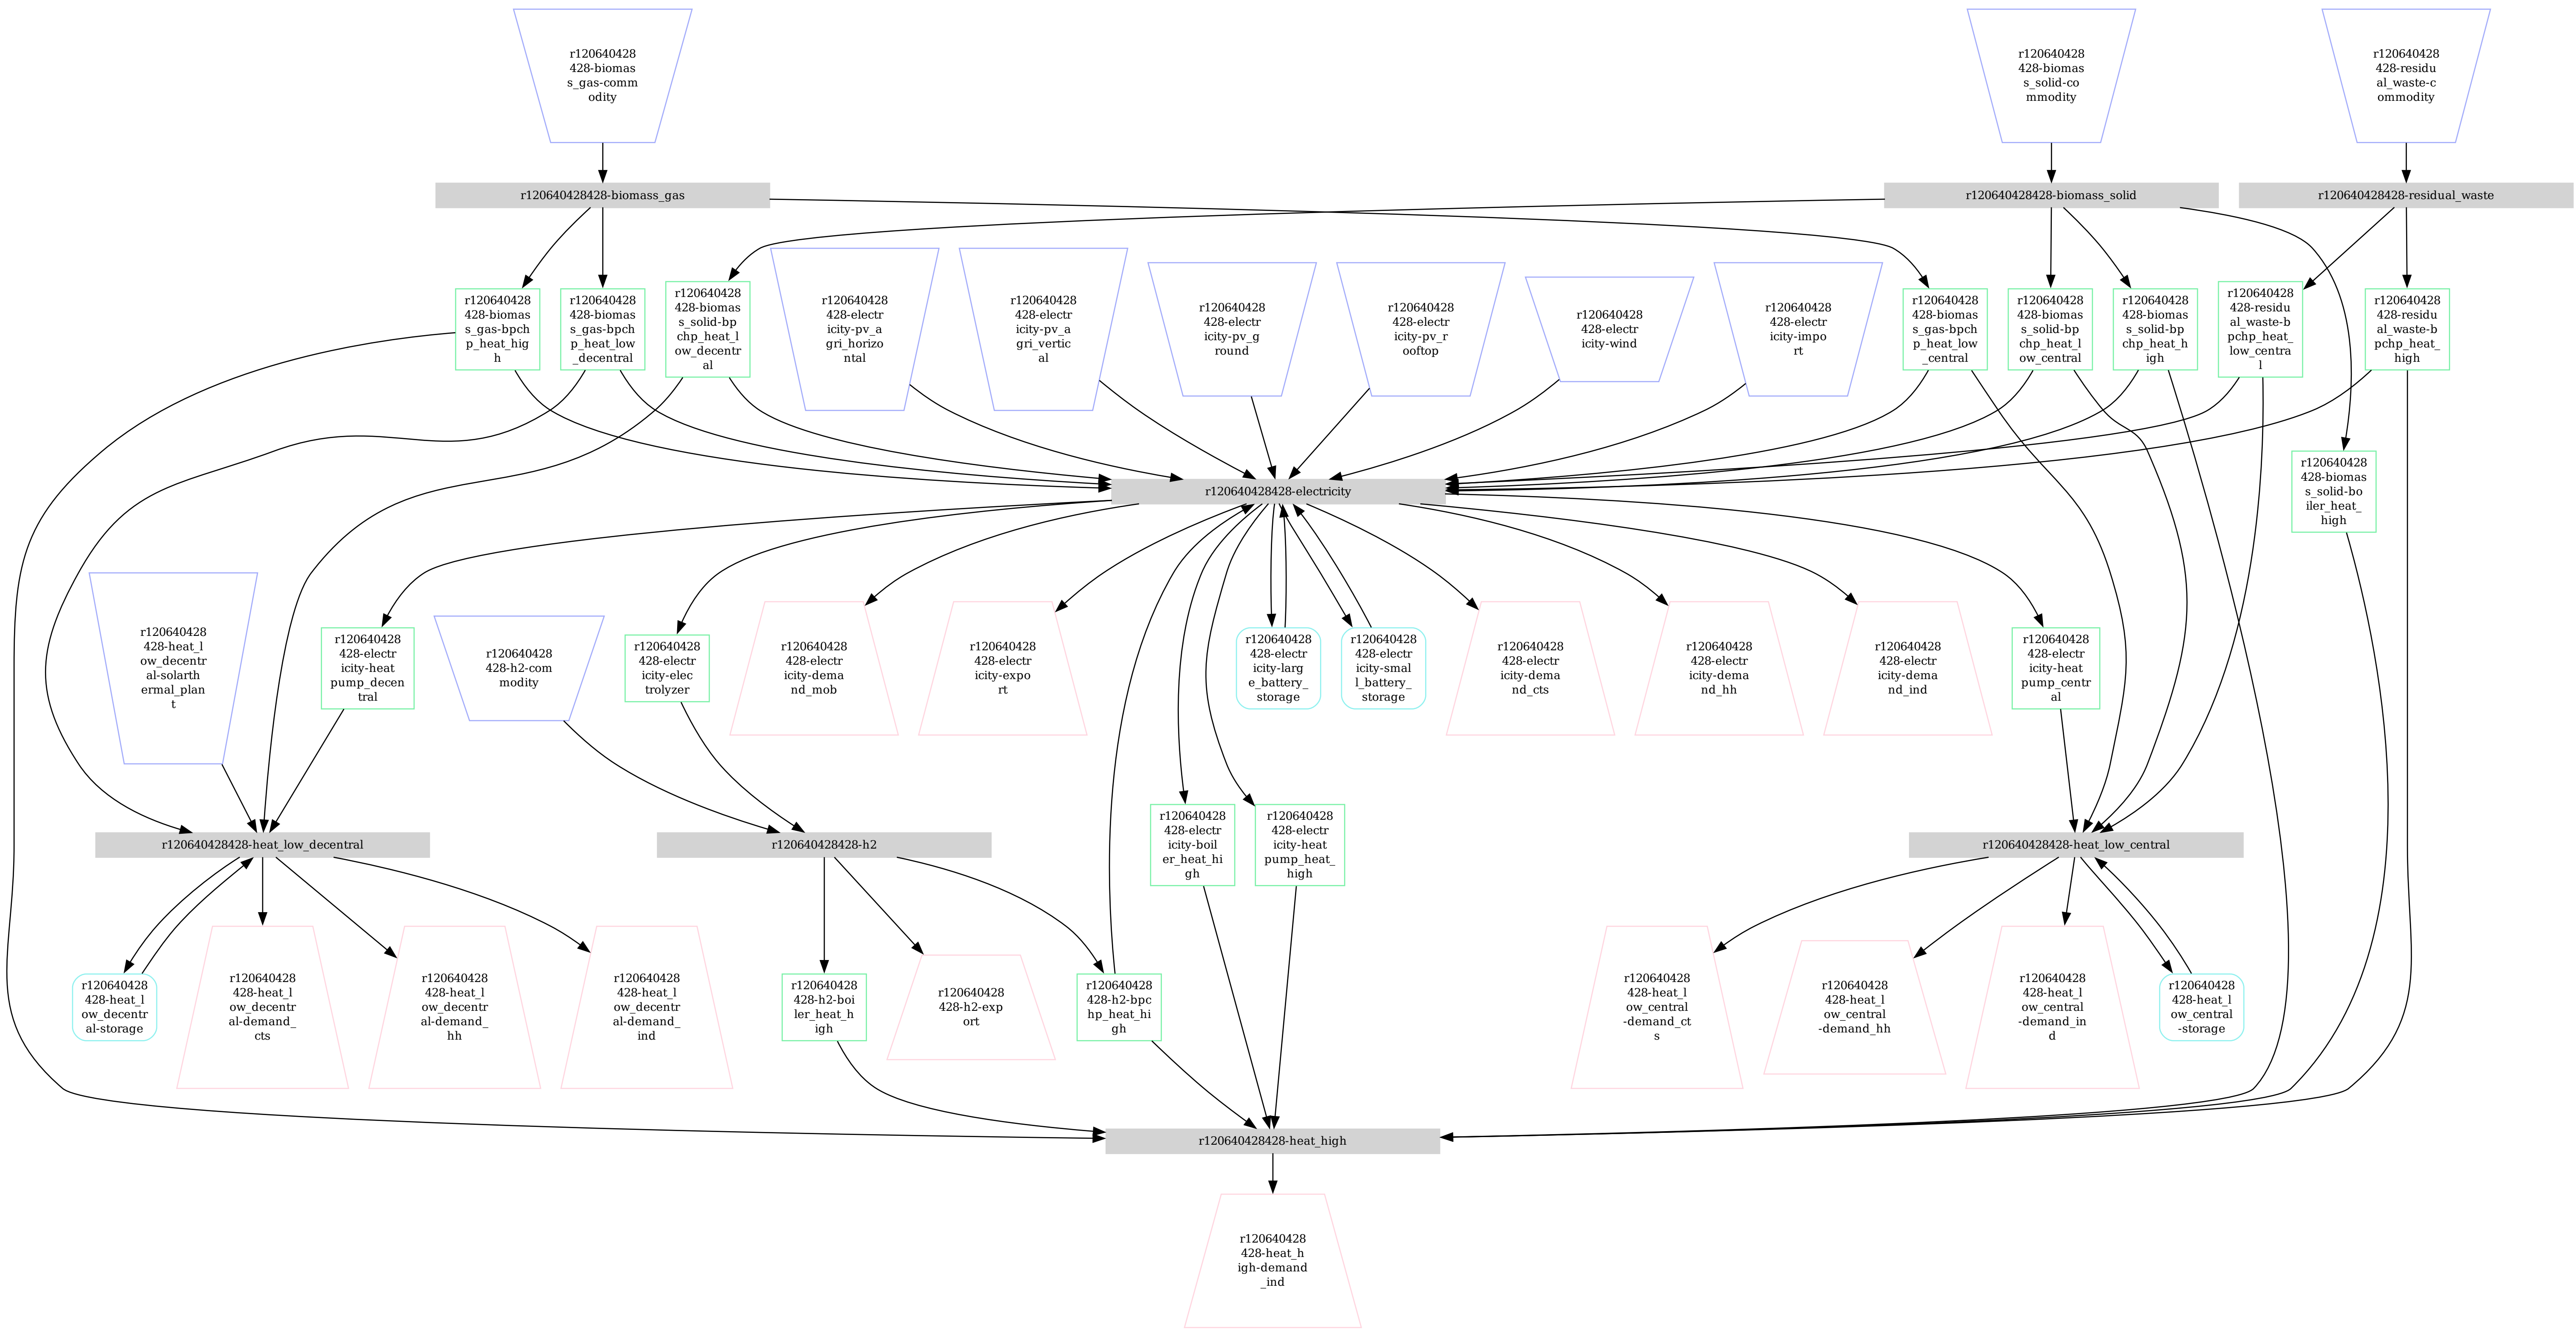 r120640428
428-biomas
s_gas-comm
odity
r120640428
428-biomas
s_solid-co
mmodity
r120640428
428-residu
al_waste-c
ommodity
r120640428428-biomass_gas
r120640428428-biomass_solid
r120640428428-residual_waste
r120640428
428-biomas
s_gas-bpch
p_heat_hig
h
r120640428
428-biomas
s_gas-bpch
p_heat_low
_decentral
r120640428
428-biomas
s_solid-bp
chp_heat_l
ow_decentr
al
r120640428
428-electr
icity-pv_a
gri_horizo
ntal
r120640428
428-electr
icity-pv_a
gri_vertic
al
r120640428
428-electr
icity-pv_g
round
r120640428
428-electr
icity-pv_r
ooftop
r120640428
428-electr
icity-wind
r120640428
428-electr
icity-impo
rt
r120640428
428-biomas
s_gas-bpch
p_heat_low
_central
r120640428
428-biomas
s_solid-bp
chp_heat_l
ow_central
r120640428
428-biomas
s_solid-bp
chp_heat_h
igh
r120640428
428-residu
al_waste-b
pchp_heat_
low_centra
l
r120640428
428-residu
al_waste-b
pchp_heat_
high
r120640428
428-biomas
s_solid-bo
iler_heat_
high
r120640428428-electricity
r120640428
428-heat_l
ow_decentr
al-solarth
ermal_plan
t
r120640428
428-electr
icity-heat
pump_decen
tral
r120640428
428-h2-com
modity
r120640428
428-electr
icity-elec
trolyzer
r120640428
428-electr
icity-dema
nd_mob
r120640428
428-electr
icity-expo
rt
r120640428
428-electr
icity-larg
e_battery_
storage
r120640428
428-electr
icity-smal
l_battery_
storage
r120640428
428-electr
icity-dema
nd_cts
r120640428
428-electr
icity-dema
nd_hh
r120640428
428-electr
icity-dema
nd_ind
r120640428
428-electr
icity-heat
pump_centr
al
r120640428428-heat_low_decentral
r120640428428-h2
r120640428
428-electr
icity-boil
er_heat_hi
gh
r120640428
428-electr
icity-heat
pump_heat_
high
r120640428428-heat_low_central
r120640428
428-heat_l
ow_decentr
al-storage
r120640428
428-heat_l
ow_decentr
al-demand_
cts
r120640428
428-heat_l
ow_decentr
al-demand_
hh
r120640428
428-heat_l
ow_decentr
al-demand_
ind
r120640428
428-h2-boi
ler_heat_h
igh
r120640428
428-h2-exp
ort
r120640428
428-h2-bpc
hp_heat_hi
gh
r120640428
428-heat_l
ow_central
-demand_ct
s
r120640428
428-heat_l
ow_central
-demand_hh
r120640428
428-heat_l
ow_central
-demand_in
d
r120640428
428-heat_l
ow_central
-storage
r120640428428-heat_high
r120640428
428-heat_h
igh-demand
_ind